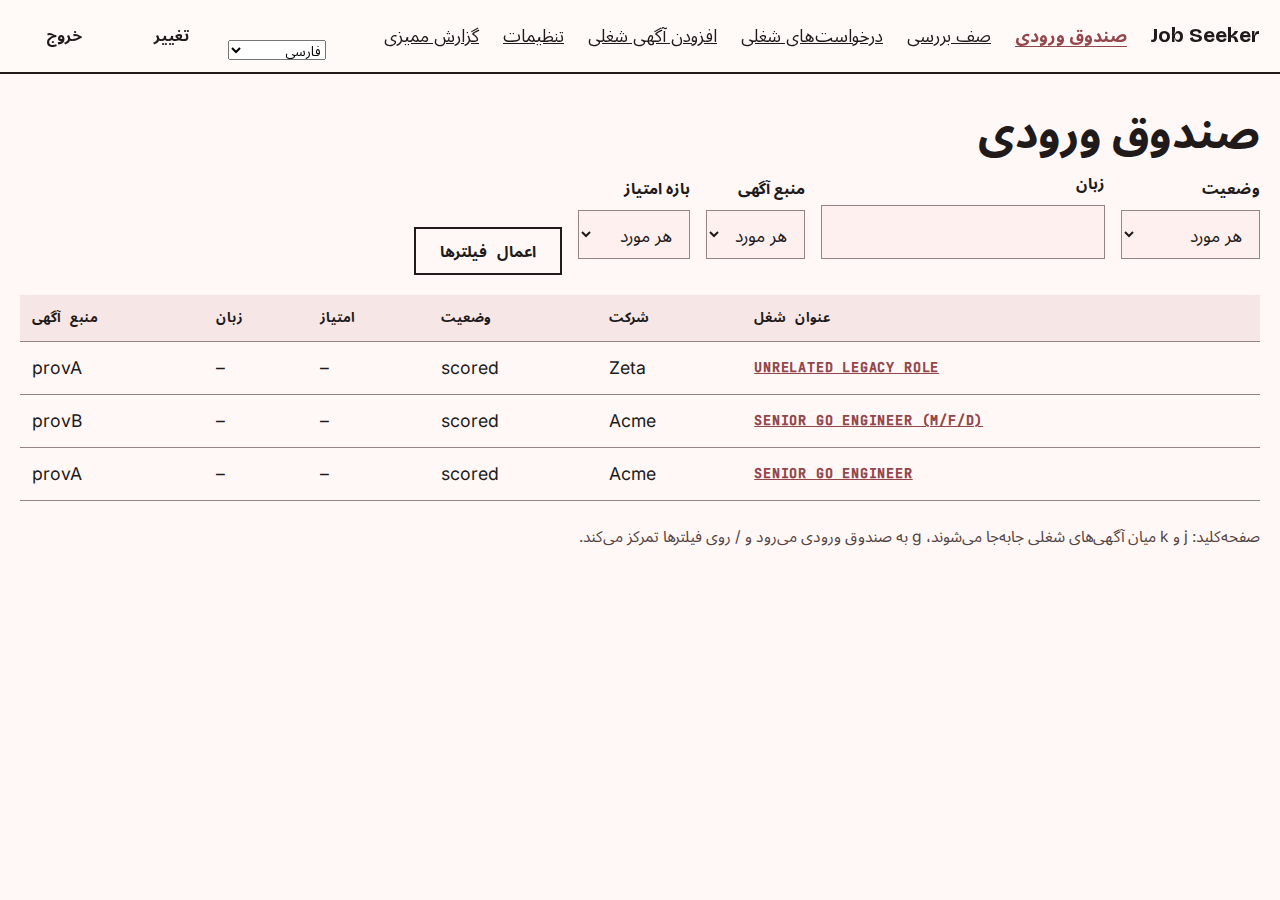 Job Seeker صندوق ورودی صف بررسی درخواست‌های شغلی افزودن آگهی شغلی تنظیمات گزارش ممیزی فارسی تغییر خروج
صندوق ورودی
وضعیت زبان منبع آگهی بازه امتیاز
هر مورد هر مورد هر مورد اعمال فیلترها
عنوان شغل شرکت وضعیت امتیاز زبان منبع آگهی
UNRELATED LEGACY ROLE Zeta scored – – provA
SENIOR GO ENGINEER (M/F/D) Acme scored – – provB
SENIOR GO ENGINEER Acme scored – – provA
صفحه‌کلید: j و k میان آگهی‌های شغلی جابه‌جا می‌شوند، g به صندوق ورودی می‌رود و / روی فیلترها تمرکز می‌کند.